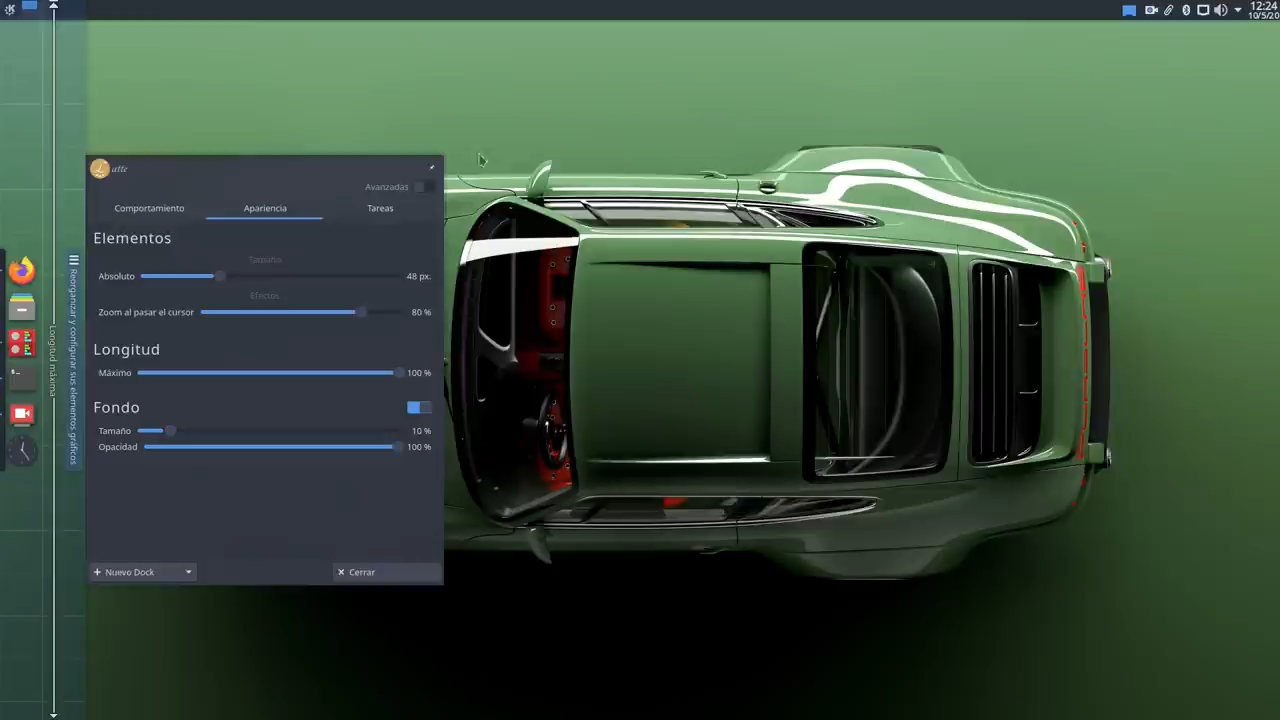 12:24
10/5/20
atte
Avanzadas
Comportamiento
Apariencia
Tareas
Elementos
Tamaño
Absoluto
48 px.
Efectos
Zoom al pasar el cursor
80 %
Longitud
Máximo
100 %
Fondo
Tamaño
10 %
Opacidad
100 %
Nuevo Dock
Cerrar
Longitud máxima
Reorganizar y configurar sus elementos gráficos